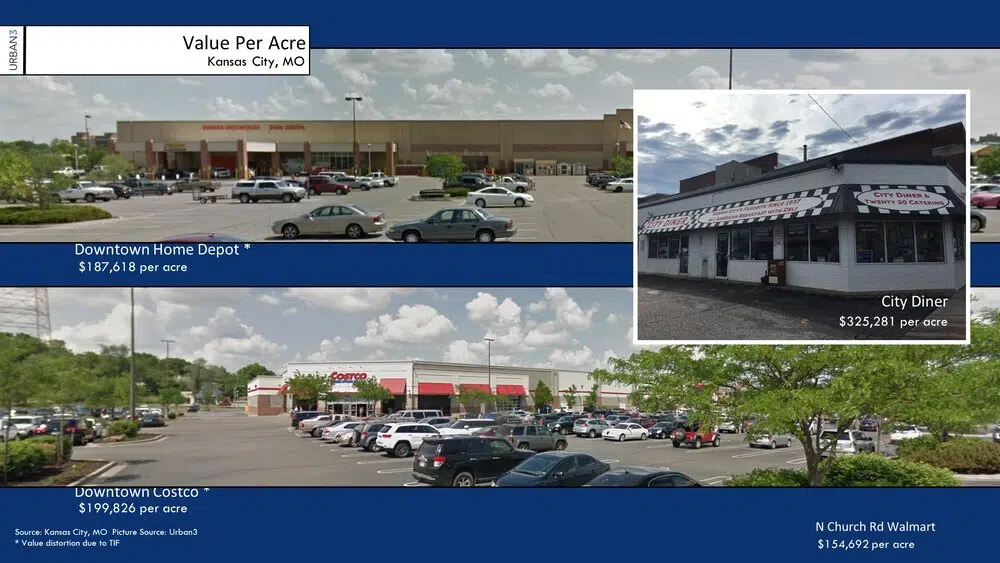 URBAN3
Value Per Acre
Kansas City, MO
CITY DINER
CITY DINER &
TWENTY 20 CATERING
City Diner
$325,281 per acre
Downtown Home Depot *
$187,618 per acre
COSTCO
Downtown Costco *
$199,826 per acre
Source: Kansas City, MO Picture Source: Urban3
* Value distortion due to TIF
N Church Rd Walmart
$154,692 per acre